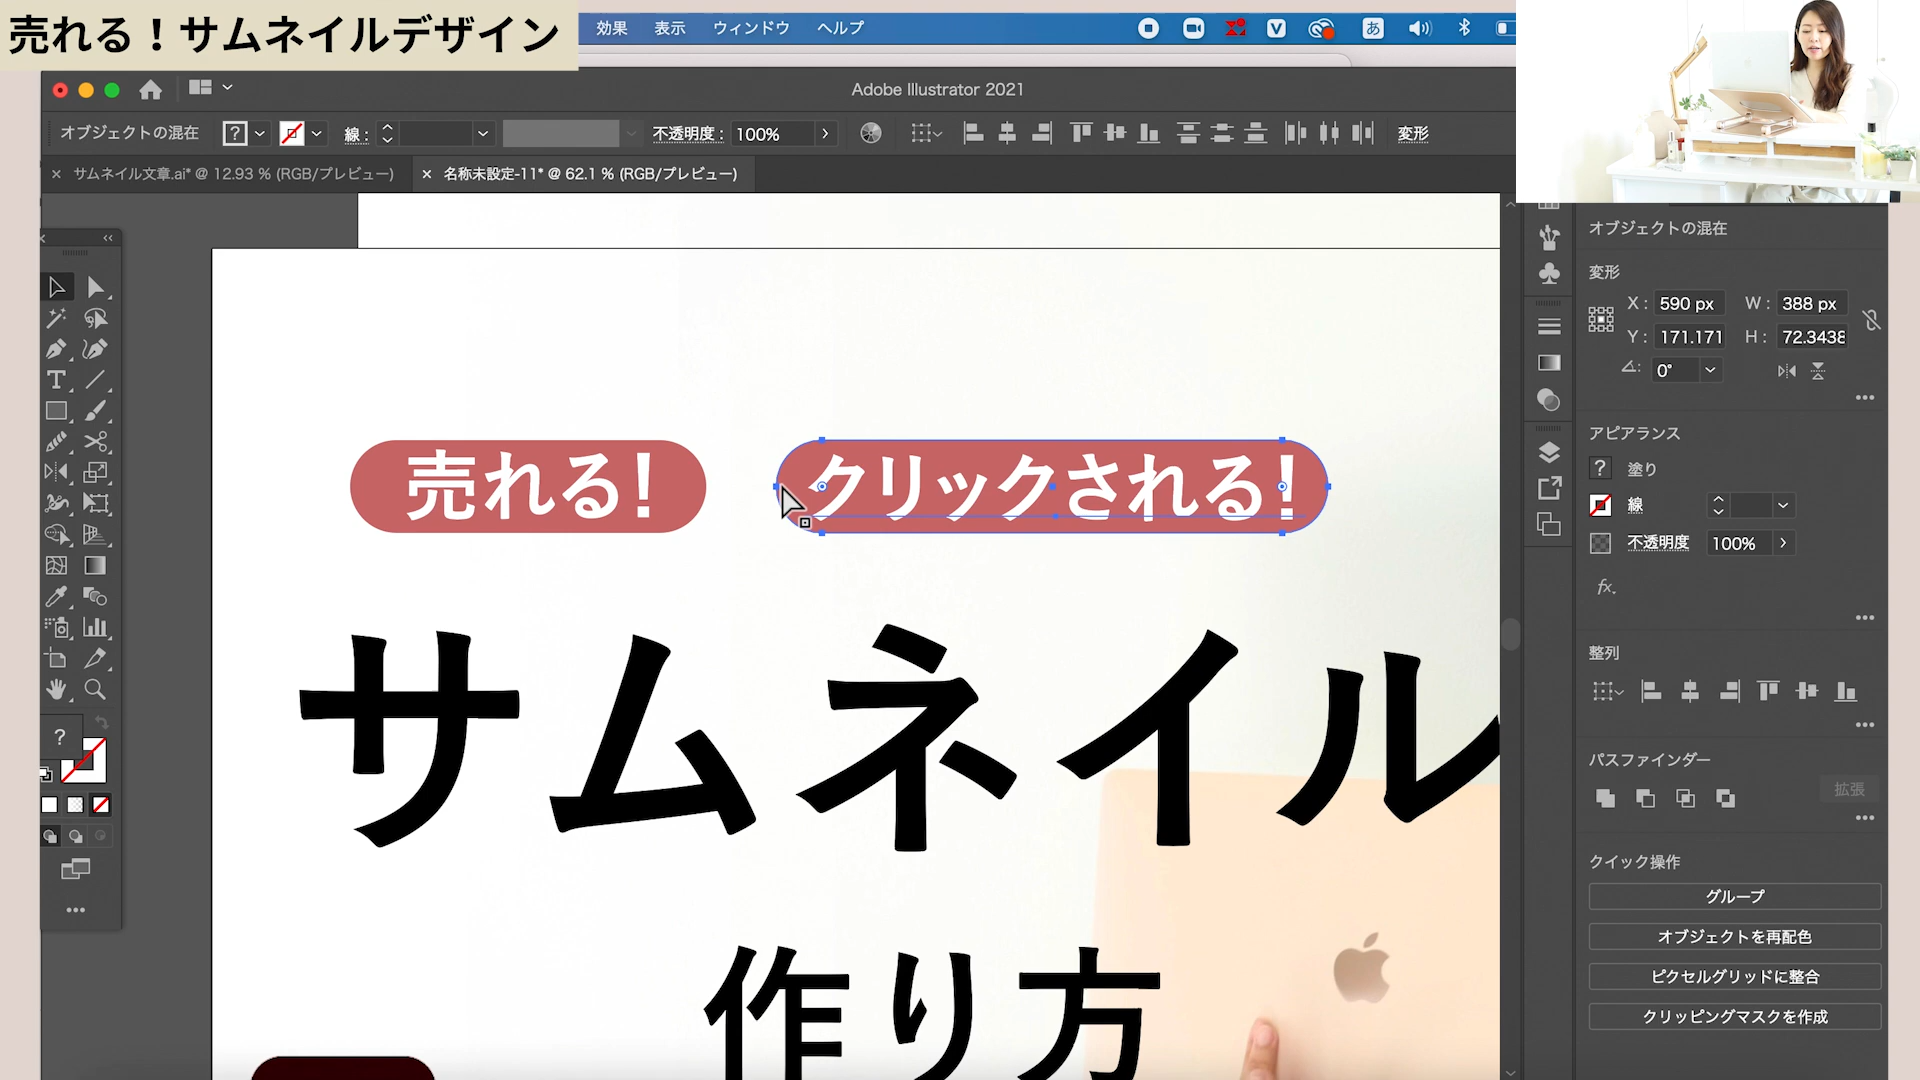 売れる！サムネイルデザイン
効果 表示 ウィンドウ ヘルプ
あ
Adobe Illustrator 2021
オブジェクトの混在 ? 線： 不透明度： 100% 変形
× サムネイル文章.ai* @ 12.93 % (RGB/プレビュー)
× 名称未設定-11* @ 62.1 % (RGB/プレビュー)
売れる！
クリックされる！
サムネイル
作り方
オブジェクトの混在
変形
X： 590 px W： 388 px
Y： 171.171 H： 72.3438
0°
アピアランス
? 塗り
線
不透明度 100%
fx.
整列
パスファインダー
拡張
クイック操作
グループ
オブジェクトを再配色
ピクセルグリッドに整合
クリッピングマスクを作成
?